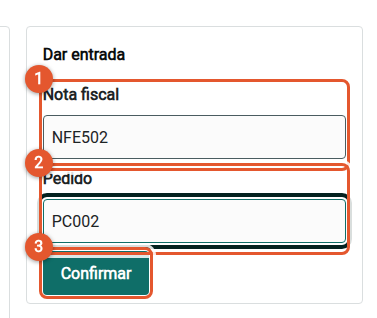 Dar entrada
1
Nota fiscal
NFE502
2
Pedido
PC002
3
Confirmar